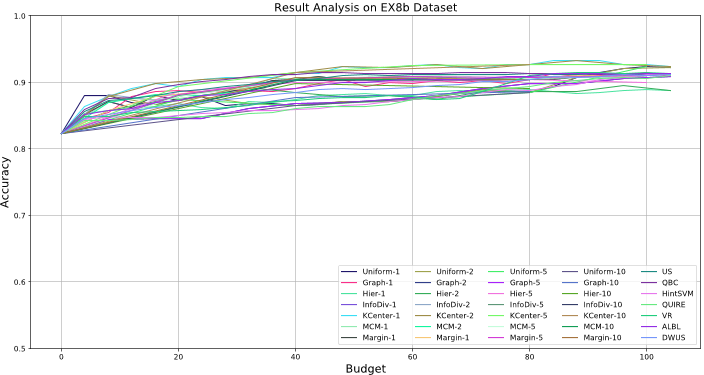 Result Analysis on EX8b Dataset
1.0
0.9
0.8
0.7
0.6
0.5
Accuracy
0 20 40 60 80 100
Budget
Uniform-1 Uniform-2 Uniform-5 Uniform-10 US
Graph-1 Graph-2 Graph-5 Graph-10 QBC
Hier-1 Hier-2 Hier-5 Hier-10 HintSVM
InfoDiv-1 InfoDiv-2 InfoDiv-5 InfoDiv-10 QUIRE
KCenter-1 KCenter-2 KCenter-5 KCenter-10 VR
MCM-1 MCM-2 MCM-5 MCM-10 ALBL
Margin-1 Margin-1 Margin-5 Margin-10 DWUS